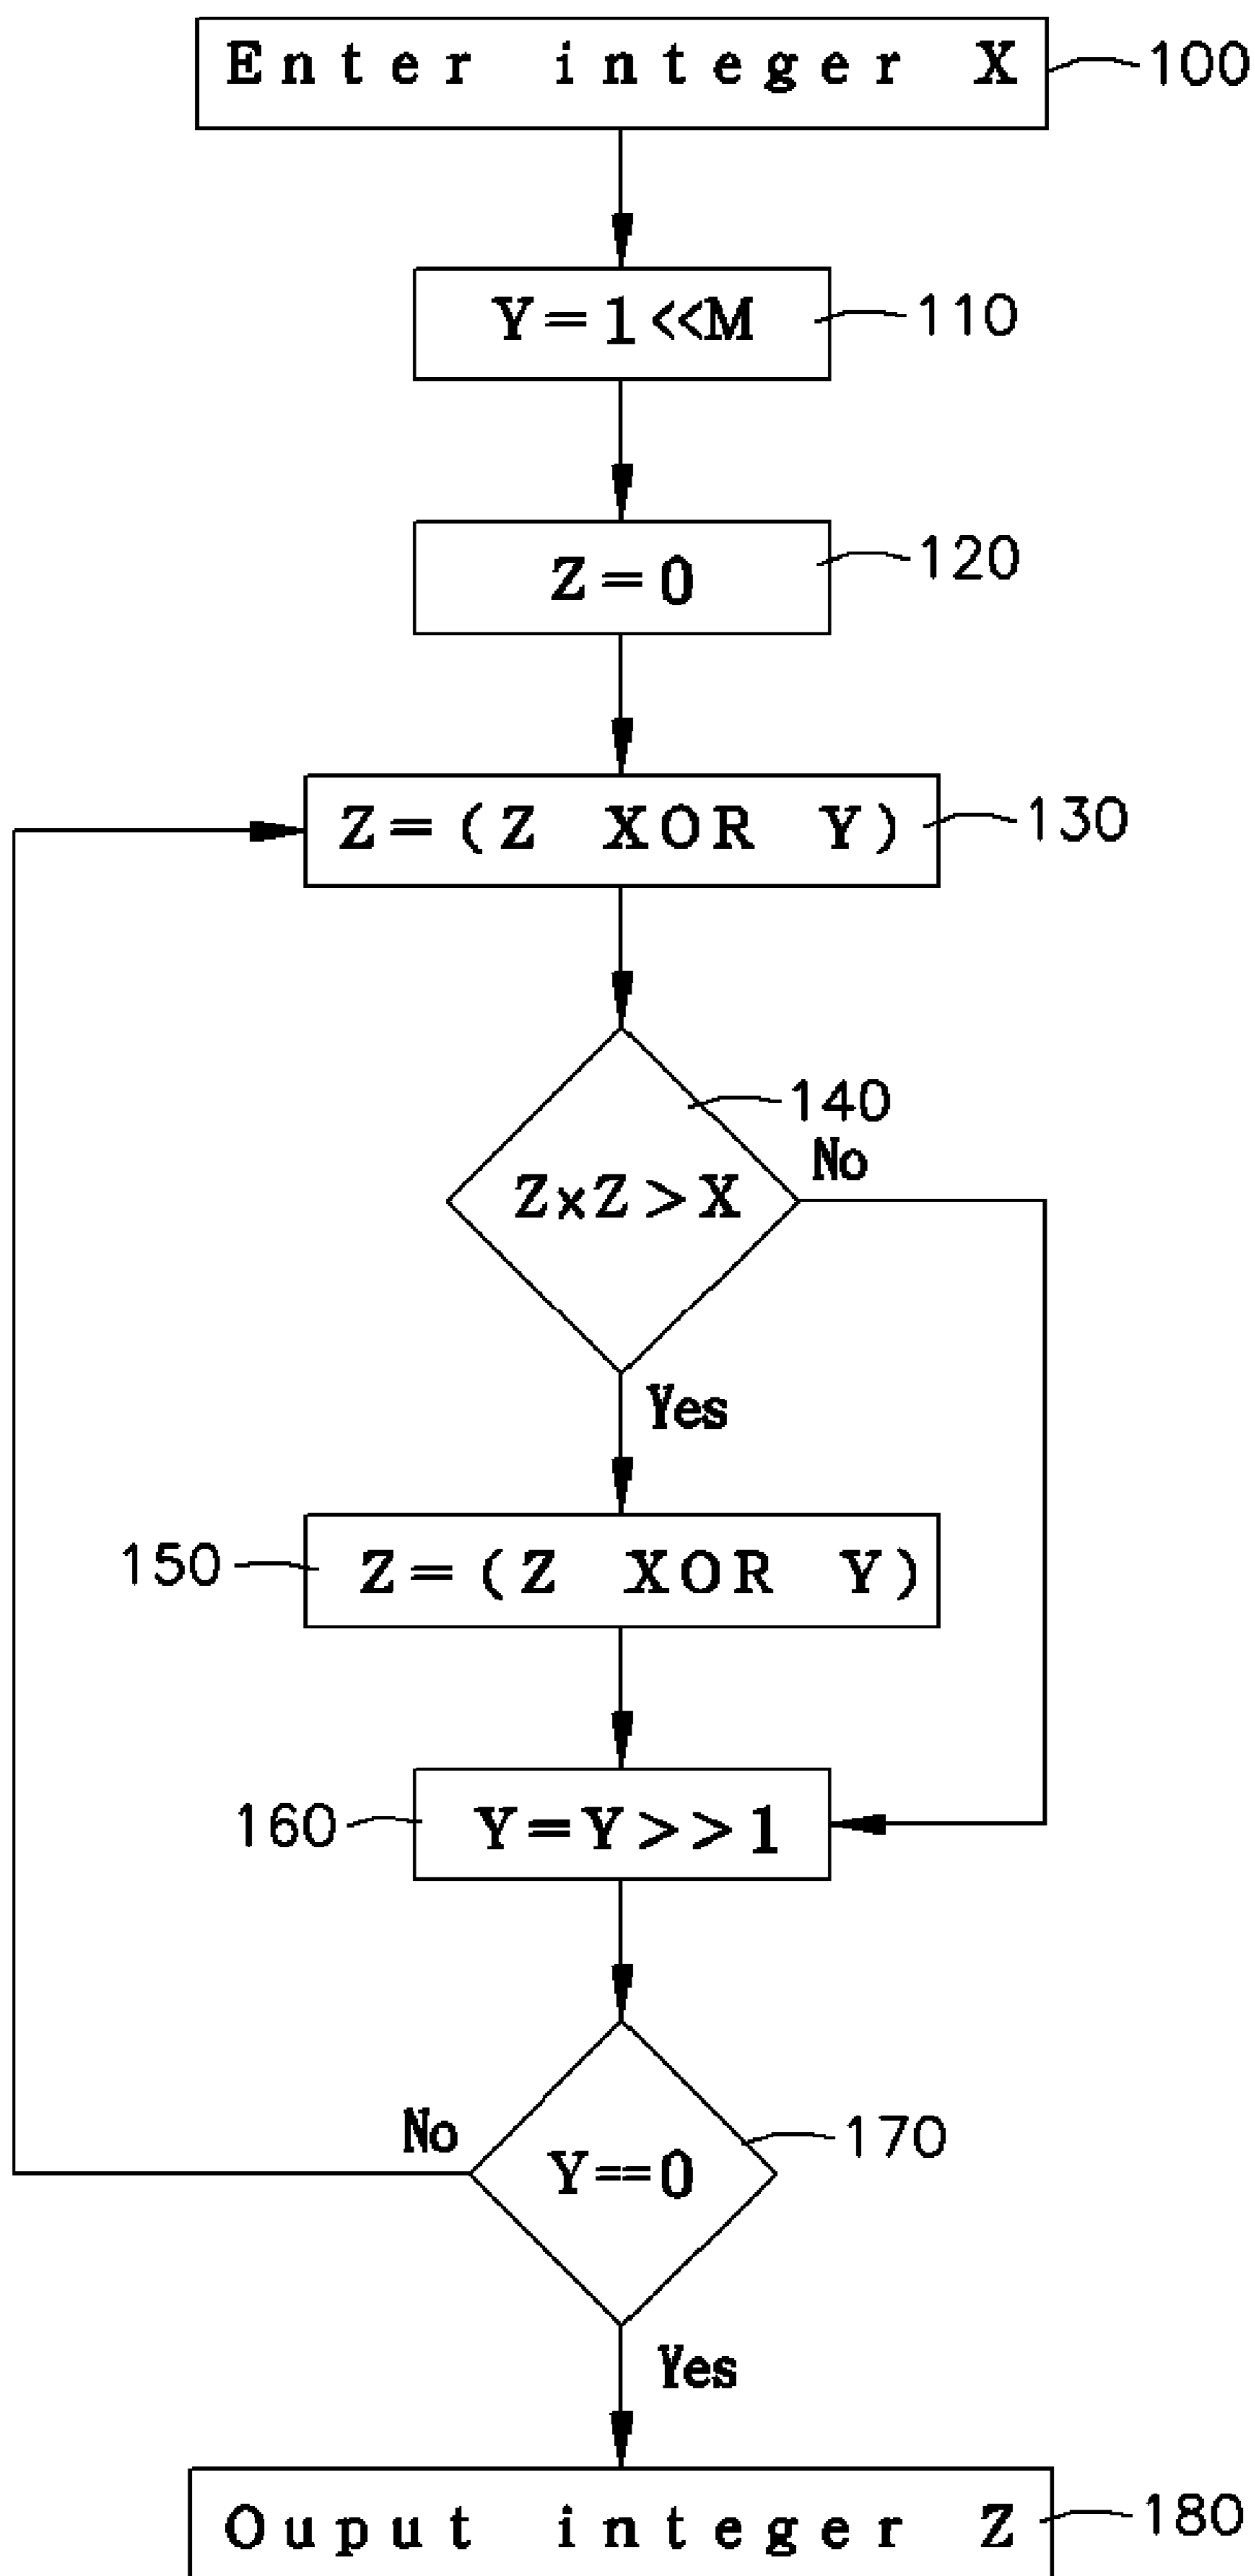 Enter integer X
100
Y=1<<M
110
Z=0
120
Z=(Z XOR Y)
130
140
Z×Z>X
No
Yes
150
Z=(Z XOR Y)
160
Y=Y>>1
No
Y==0
170
Yes
Ouput integer Z
180